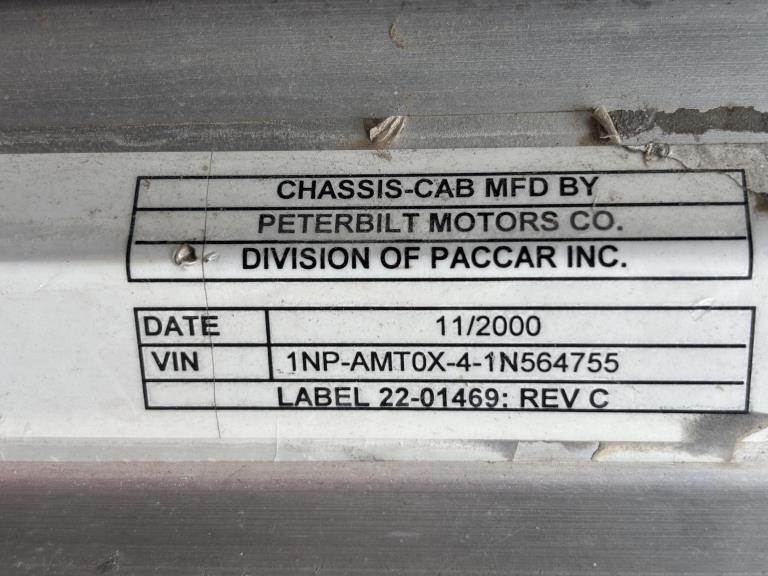 CHASSIS-CAB MFD BY
PETERBILT MOTORS CO.
DIVISION OF PACCAR INC.
DATE 11/2000
VIN 1NP-AMT0X-4-1N564755
LABEL 22-01469: REV C